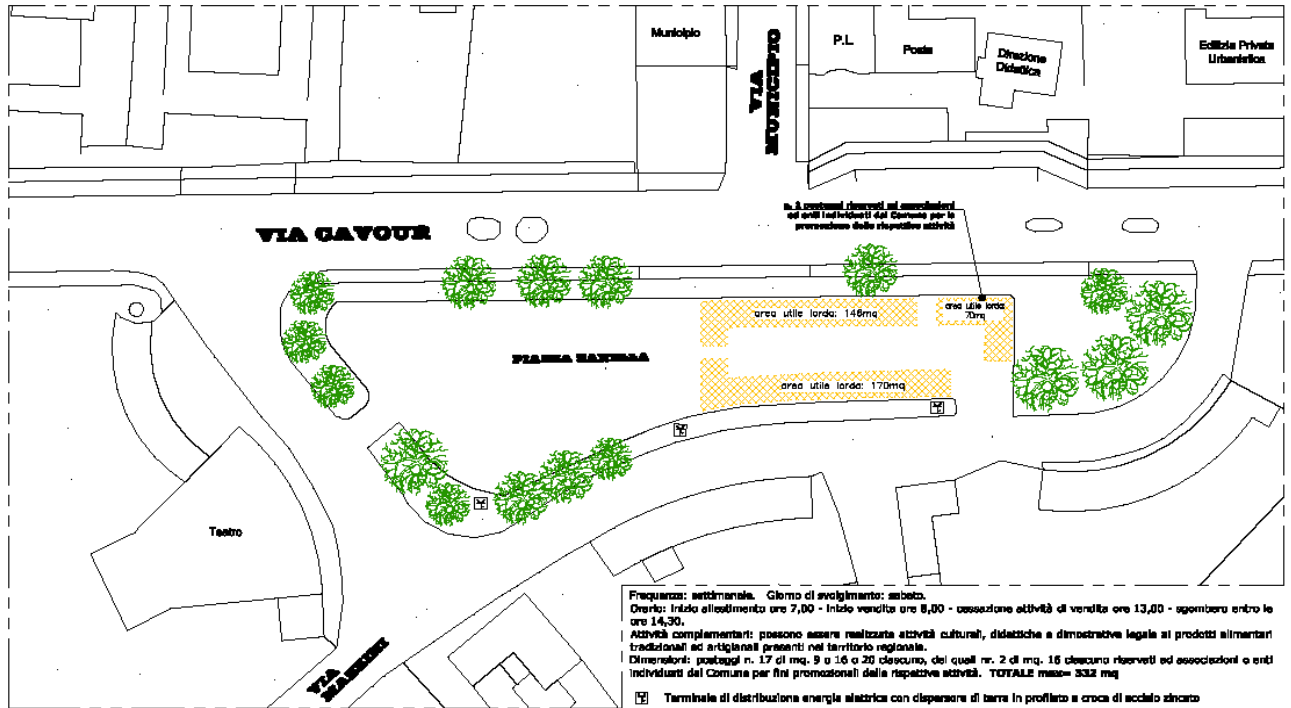 Municipio
VIA
MUNICIPIO
P.L.
Posta
Direzione
Didattica
Edilizia Privata
Urbanistica
n. 2 posteggi riservati ad associazioni
ed enti individuati dal Comune per la
promozione delle rispettive attività
VIA CAVOUR
area utile lorda: 146mq
area utile lorda:
70mq
PIAZZA
area utile lorda: 170mq
Teatro
VIA
Frequenza: settimanale. Giorno di svolgimento: sabato.
Orario: inizio allestimento ore 7,00 - inizio vendita ore 8,00 - cessazione attività di vendita ore 13,00 - sgombero entro le
ore 14,30.
Attività complementari: possono essere realizzate attività culturali, didattiche e dimostrative legate ai prodotti alimentari
tradizionali ed artigianali presenti nel territorio regionale.
Dimensioni: posteggi n. 17 di mq. 9 o 16 o 20 ciascuno, dei quali nr. 2 di mq. 16 ciascuno riservati ad associazioni o enti
individuati dal Comune per fini promozionali delle rispettive attività. TOTALE max= 332 mq
Terminale di distribuzione energia elettrica con dispersore di terra in profilato a croce di acciaio zincato